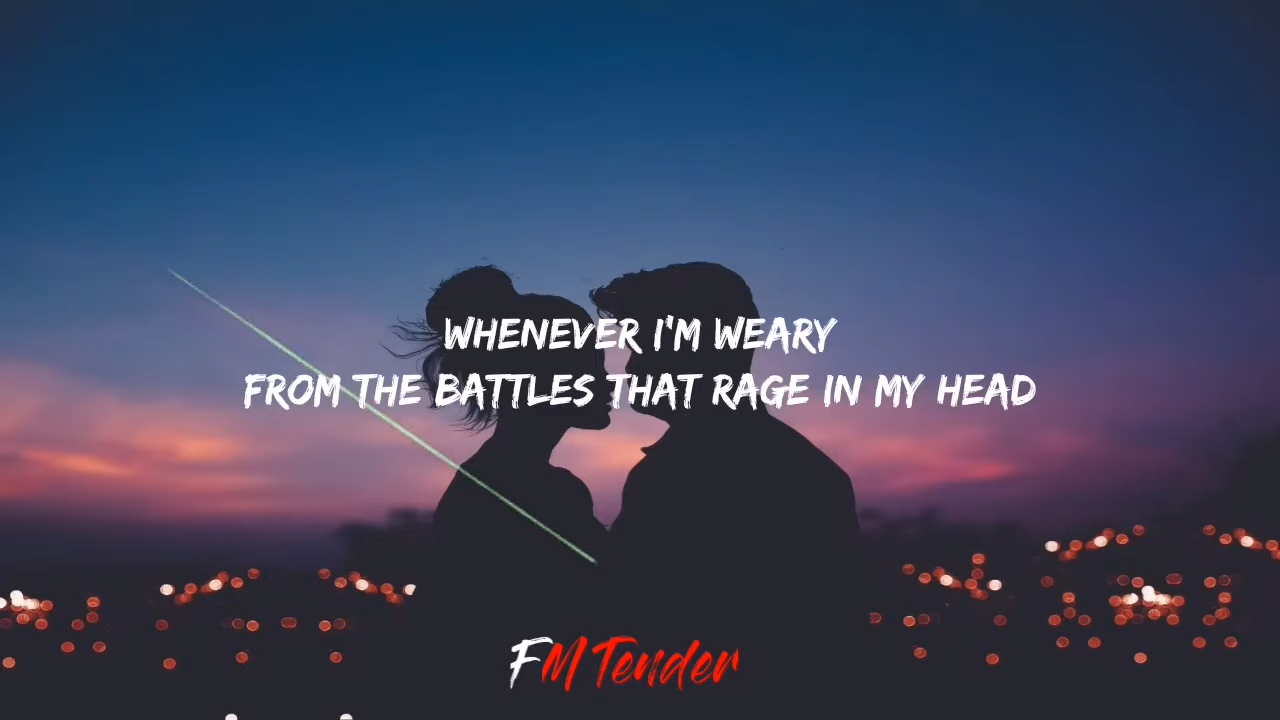 WHENEVER I'M WEARY
FROM THE BATTLES THAT RAGE IN MY HEAD
FM Tender